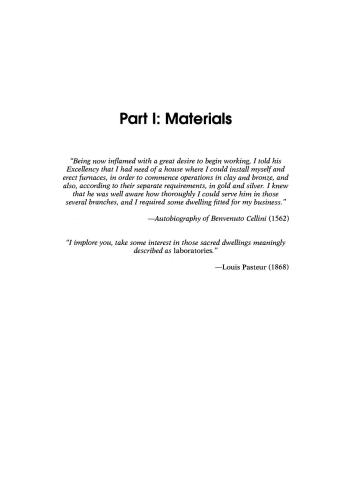 Part I: Materials
"Being now inflamed with a great desire to begin working, I told his
Excellency that I had need of a house where I could install myself and
erect furnaces, in order to commence operations in clay and bronze, and
also, according to their separate requirements, in gold and silver. I knew
that he was well aware how thoroughly I could serve him in those
several branches, and I required some dwelling fitted for my business."
—Autobiography of Benvenuto Cellini (1562)
"I implore you, take some interest in those sacred dwellings meaningly
described as laboratories."
—Louis Pasteur (1868)